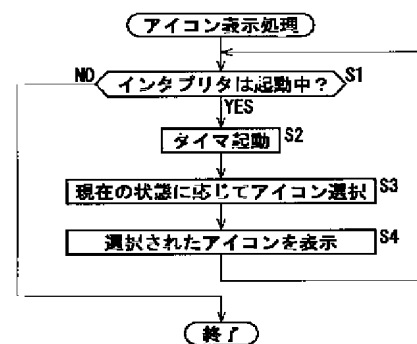 アイコン表示処理
NO
インタプリタは起動中?
S1
YES
タイマ起動
S2
現在の状態に応じてアイコン選択
S3
選択されたアイコンを表示
S4
終了